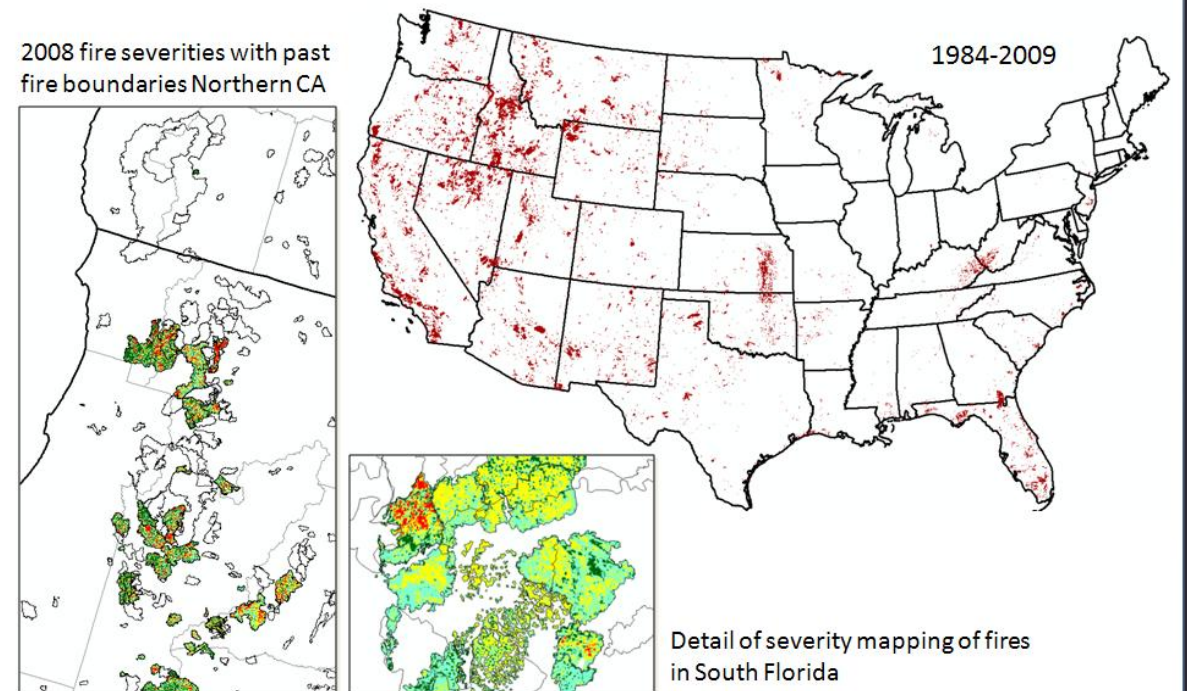 2008 fire severities with past
fire boundaries Northern CA
1984-2009
Detail of severity mapping of fires
in South Florida